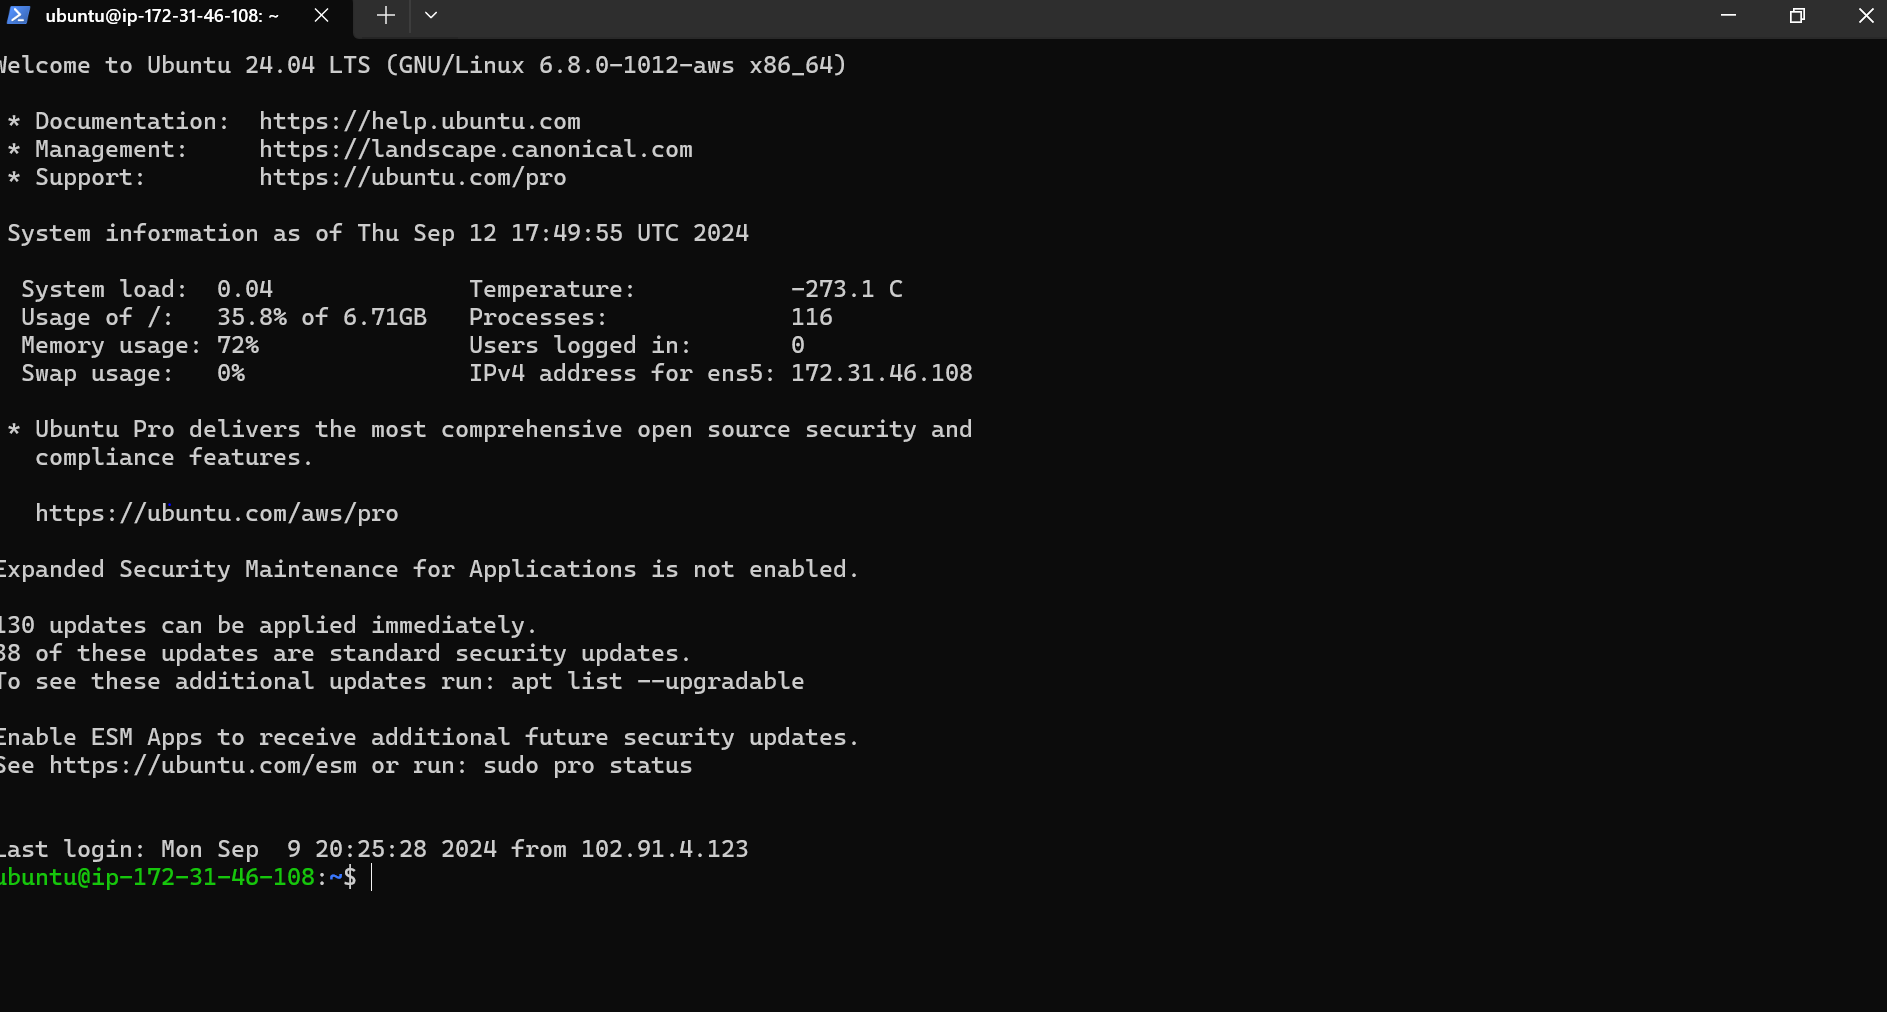 ubuntu@ip-172-31-46-108: ~
Welcome to Ubuntu 24.04 LTS (GNU/Linux 6.8.0-1012-aws x86_64)
* Documentation:  https://help.ubuntu.com
* Management:     https://landscape.canonical.com
* Support:        https://ubuntu.com/pro
System information as of Thu Sep 12 17:49:55 UTC 2024
System load:  0.04              Temperature:           -273.1 C
Usage of /:   35.8% of 6.71GB   Processes:             116
Memory usage: 72%               Users logged in:       0
Swap usage:   0%                IPv4 address for ens5: 172.31.46.108
* Ubuntu Pro delivers the most comprehensive open source security and
compliance features.
https://ubuntu.com/aws/pro
Expanded Security Maintenance for Applications is not enabled.
130 updates can be applied immediately.
38 of these updates are standard security updates.
To see these additional updates run: apt list --upgradable
Enable ESM Apps to receive additional future security updates.
See https://ubuntu.com/esm or run: sudo pro status
Last login: Mon Sep  9 20:25:28 2024 from 102.91.4.123
ubuntu@ip-172-31-46-108:~$